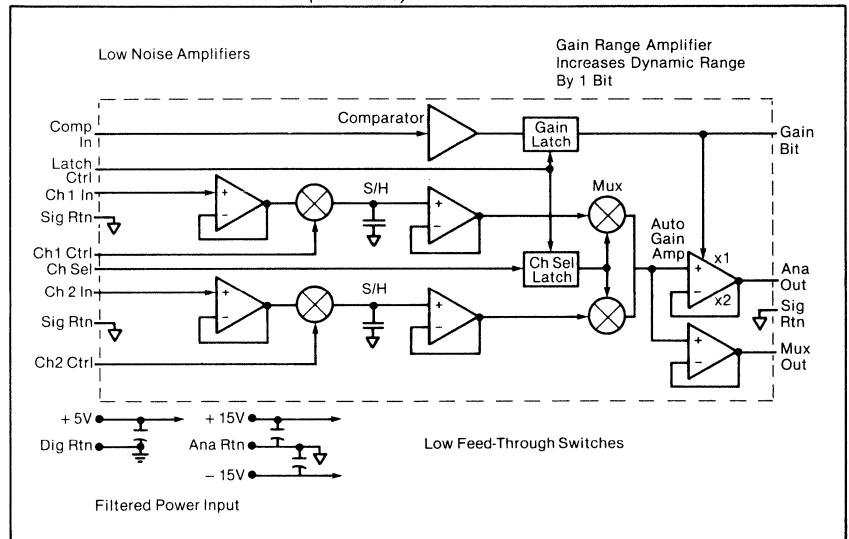 Low Noise Amplifiers
Gain Range Amplifier
Increases Dynamic Range
By 1 Bit
Comp
In
Comparator
Gain
Latch
Gain
Bit
Latch
Ctrl
Ch 1 In
S/H
Mux
Sig Rtn
Auto
Gain
Amp
x1
+
−
+
−
+
−
x2
Ana
Out
Ch1 Ctrl
Ch Sel
Ch Sel
Latch
Ch 2 In
S/H
Sig
Rtn
Sig Rtn
+
−
+
−
+
−
Mux
Out
Ch2 Ctrl
+ 5V
+ 15V
Dig Rtn
Ana Rtn
Low Feed-Through Switches
− 15V
Filtered Power Input